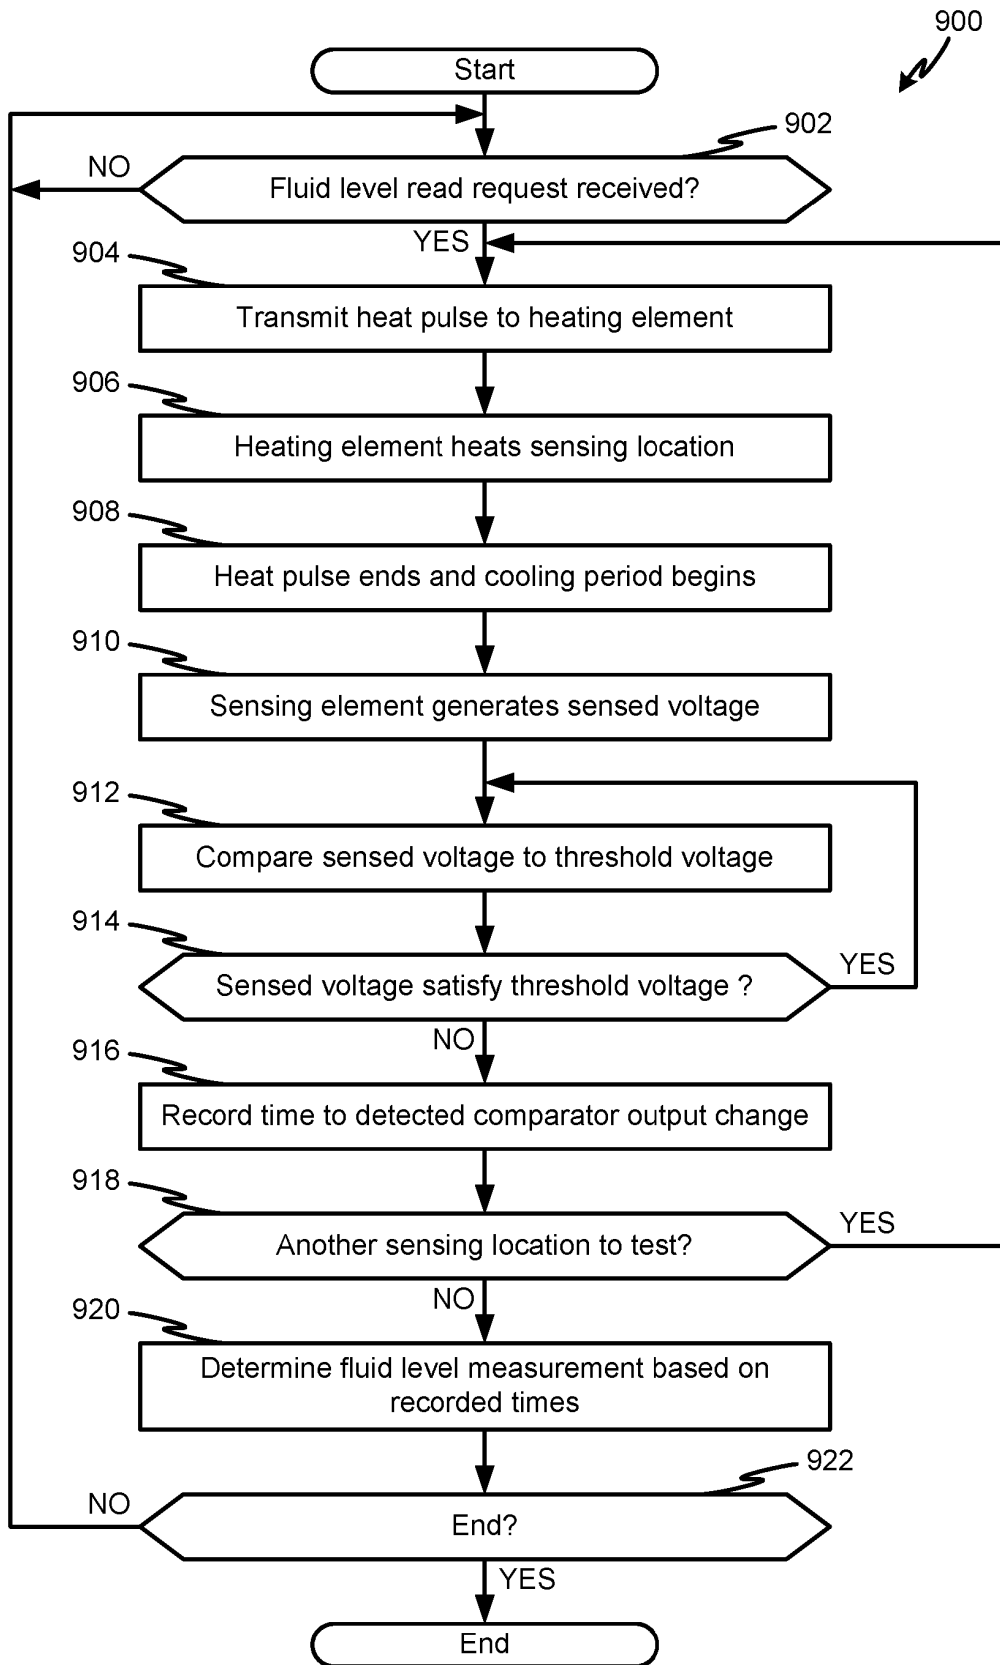 900
Start
902
NO
Fluid level read request received?
YES
904
Transmit heat pulse to heating element
906
Heating element heats sensing location
908
Heat pulse ends and cooling period begins
910
Sensing element generates sensed voltage
912
Compare sensed voltage to threshold voltage
914
Sensed voltage satisfy threshold voltage ?
YES
NO
916
Record time to detected comparator output change
918
Another sensing location to test?
YES
NO
920
Determine fluid level measurement based on
recorded times
922
NO
End?
YES
End